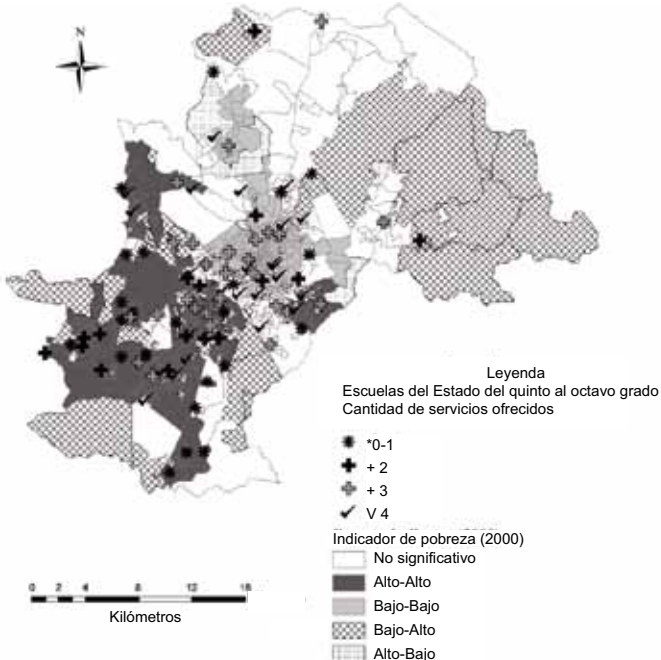 N
Leyenda
Escuelas del Estado del quinto al octavo grado
Cantidad de servicios ofrecidos
*0-1
+ 2
+ 3
V 4
Indicador de pobreza (2000)
No significativo
Alto-Alto
Bajo-Bajo
Bajo-Alto
Alto-Bajo
0 2 4 8 12 16
Kilómetros